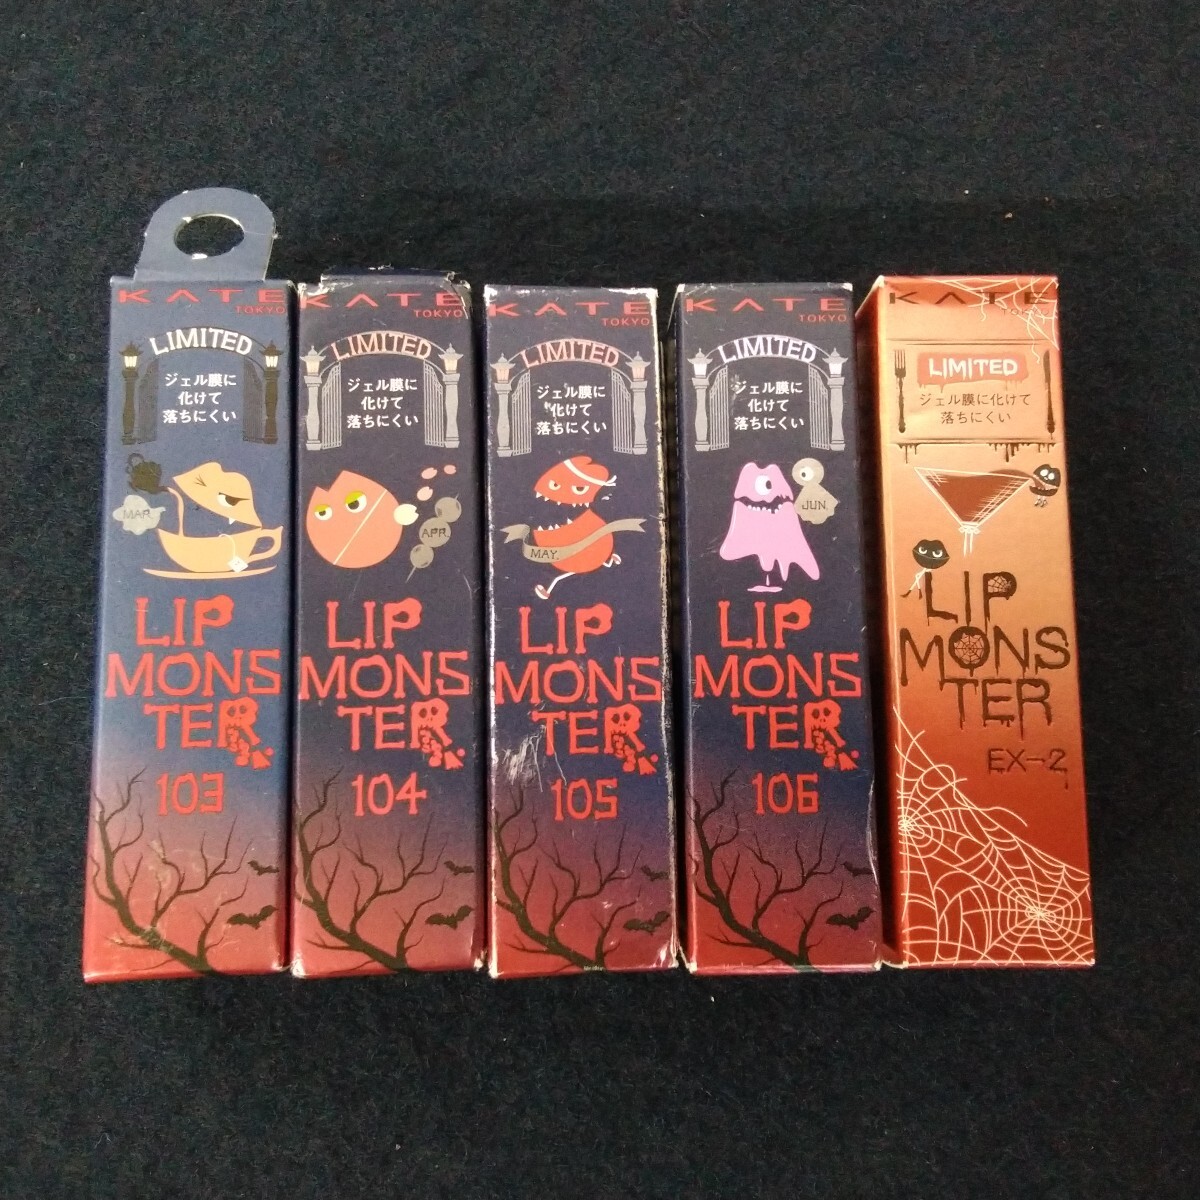 KATE
TOKYO
LIMITED
ジェル膜に
化けて
落ちにくい
MAR.
LIP
MONS
TER
103
KATE
TOKYO
LIMITED
ジェル膜に
化けて
落ちにくい
APR.
LIP
MONS
TER
104
KATE
TOKYO
LIMITED
ジェル膜に
化けて
落ちにくい
MAY.
LIP
MONS
TER
105
KATE
TOKYO
LIMITED
ジェル膜に
化けて
落ちにくい
JUN.
LIP
MONS
TER
106
KATE
TOKYO
LIMITED
ジェル膜に化けて
落ちにくい
LIP
MONS
TER
EX-2